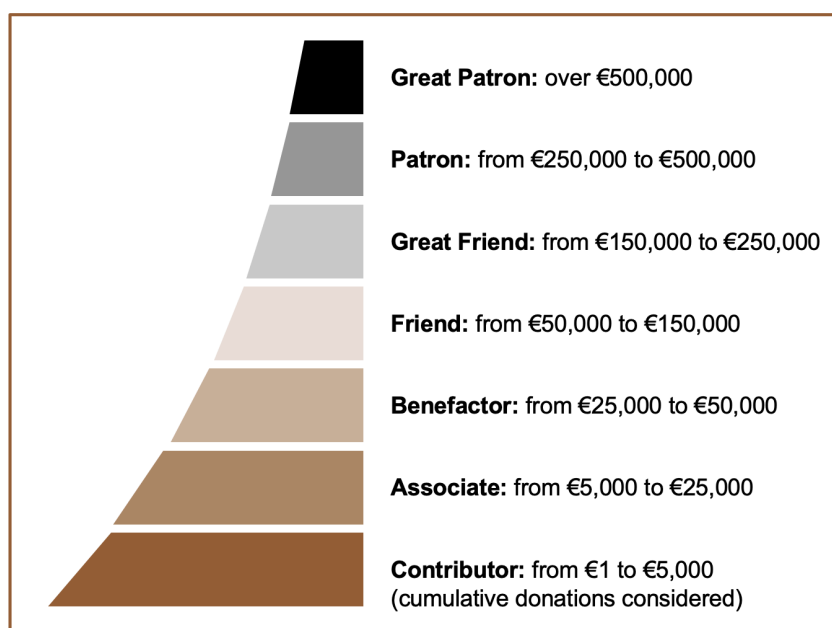 Great Patron: over €500,000
Patron: from €250,000 to €500,000
Great Friend: from €150,000 to €250,000
Friend: from €50,000 to €150,000
Benefactor: from €25,000 to €50,000
Associate: from €5,000 to €25,000
Contributor: from €1 to €5,000
(cumulative donations considered)